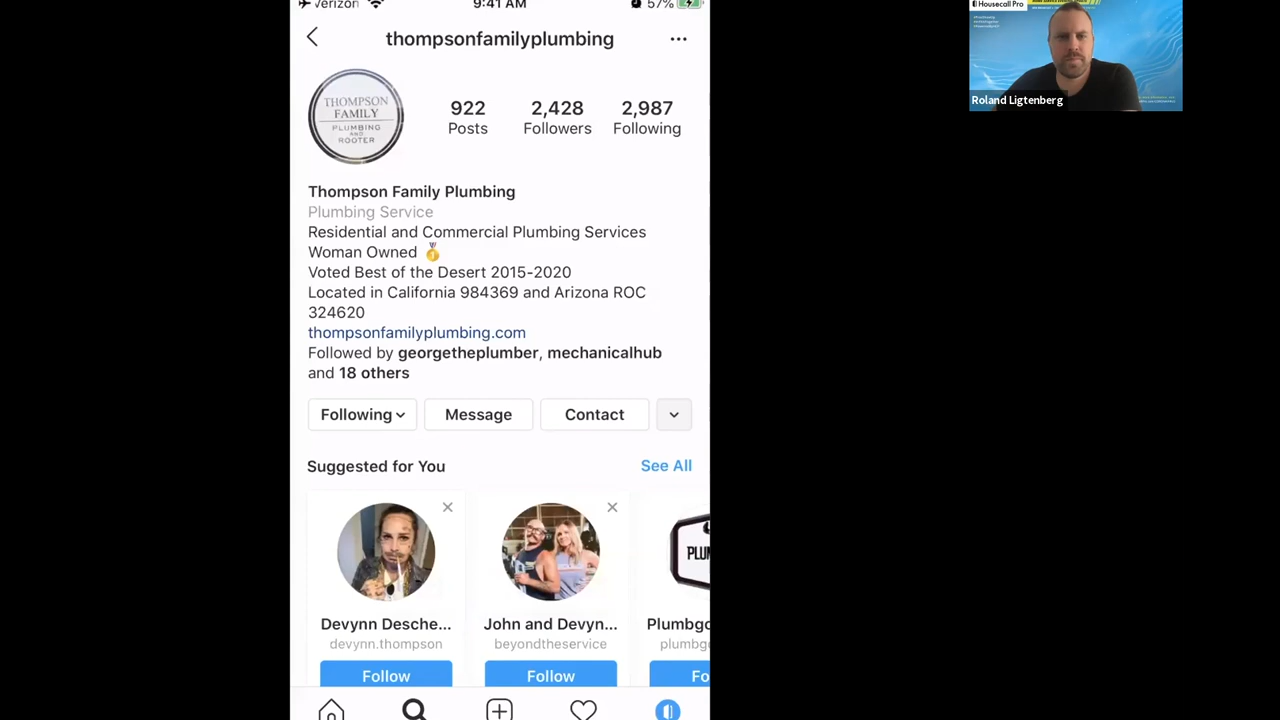 Verizon
9:41 AM
57%
thompsonfamilyplumbing
THOMPSON
FAMILY
PLUMBING
AND
ROOTER
922
2,428
2,987
Posts
Followers
Following
Thompson Family Plumbing
Plumbing Service
Residential and Commercial Plumbing Services
Woman Owned 🥇
Voted Best of the Desert 2015-2020
Located in California 984369 and Arizona ROC
324620
thompsonfamilyplumbing.com
Followed by georgetheplumber, mechanicalhub
and 18 others
Following
Message
Contact
Suggested for You
See All
Devynn Desche...
devynn.thompson
Follow
John and Devyn...
beyondtheservice
Follow
Plumbg
plumbg
Fo
PLU
Housecall Pro
Roland Ligtenberg